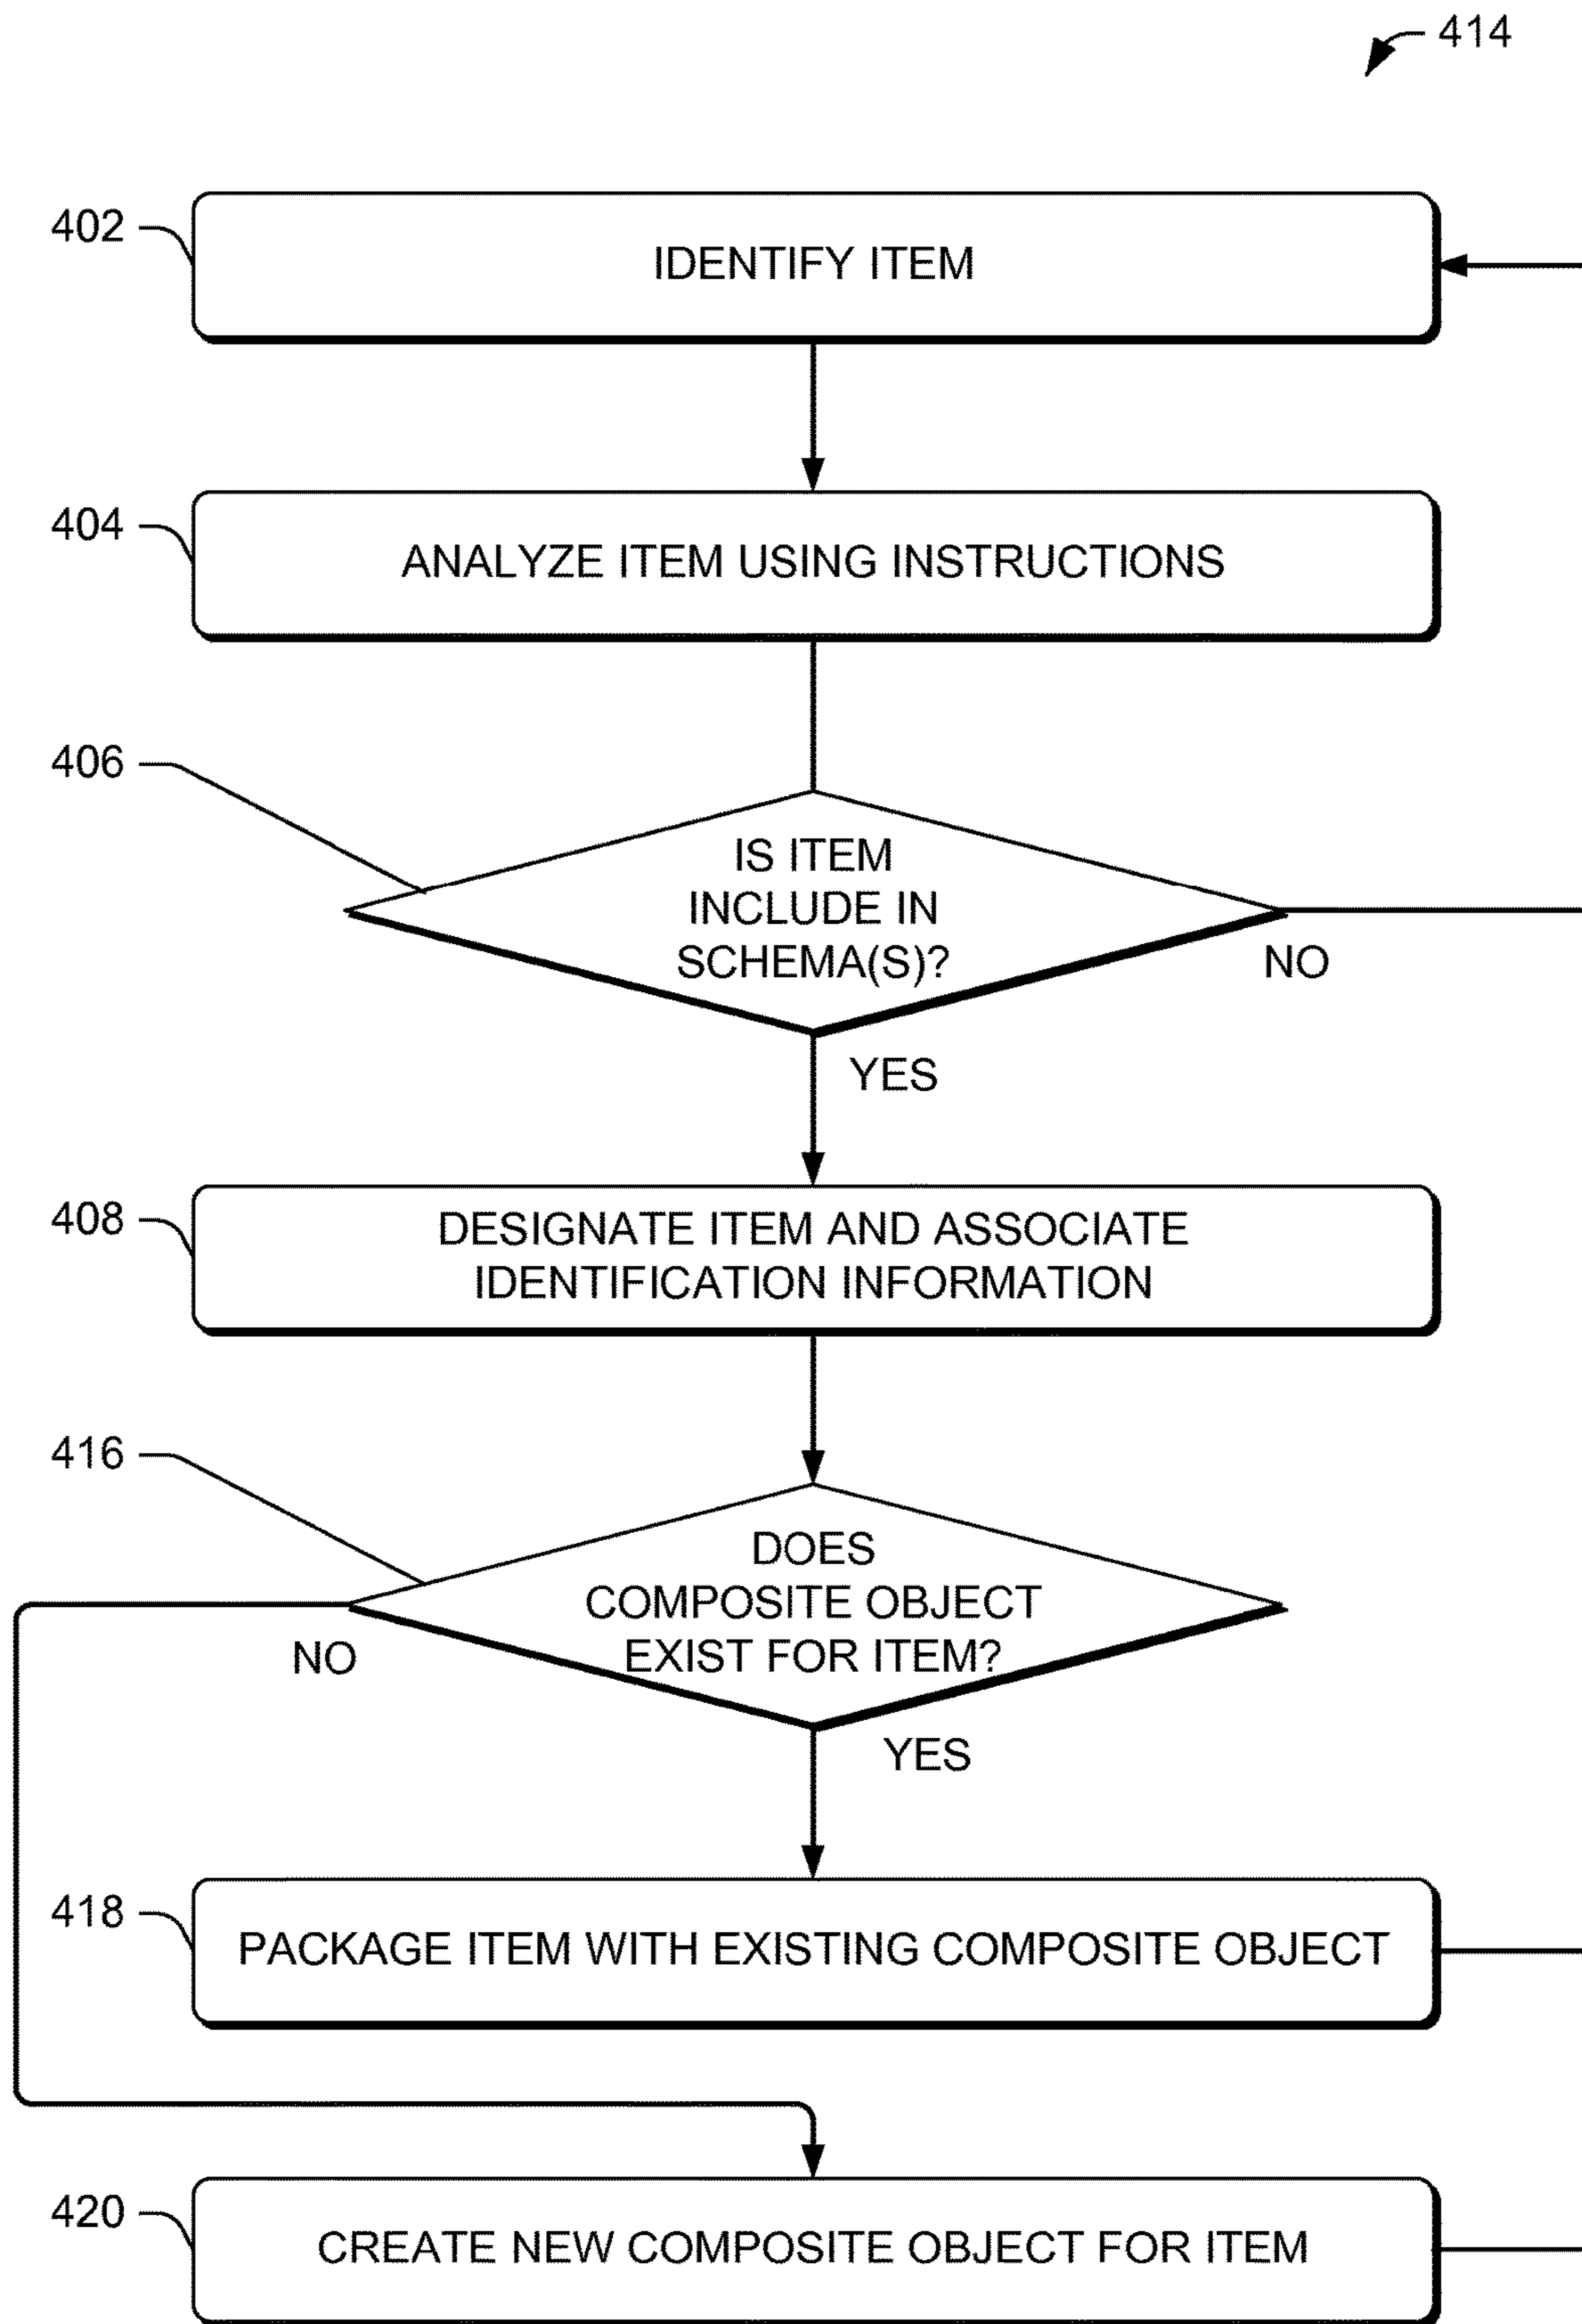 414
402
IDENTIFY ITEM
404
ANALYZE ITEM USING INSTRUCTIONS
406
IS ITEM
INCLUDE IN
SCHEMA(S)?
NO
YES
408
DESIGNATE ITEM AND ASSOCIATE
IDENTIFICATION INFORMATION
416
DOES
COMPOSITE OBJECT
EXIST FOR ITEM?
NO
YES
418
PACKAGE ITEM WITH EXISTING COMPOSITE OBJECT
420
CREATE NEW COMPOSITE OBJECT FOR ITEM